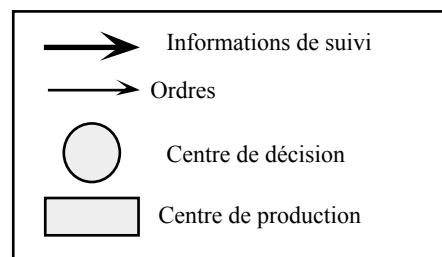 Informations de suivi
Ordres
Centre de décision
Centre de production